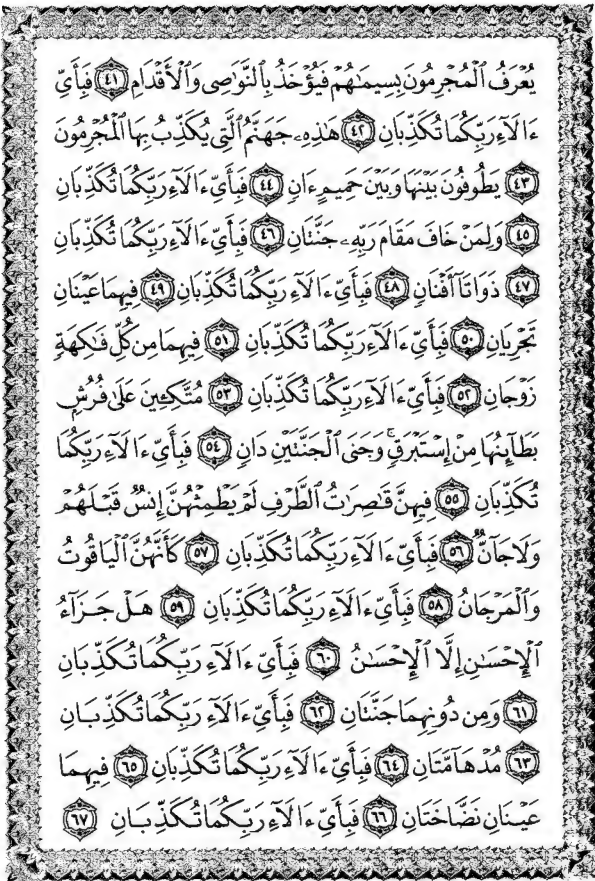 يُعْرَفُ ٱلْمُجْرِمُونَ بِسِيمَٰهُمْ فَيُؤْخَذُ بِٱلنَّوَٰصِى وَٱلْأَقْدَامِ ٤١ فَبِأَىِّ
ءَالَآءِ رَبِّكُمَا تُكَذِّبَانِ ٤٢ هَٰذِهِۦ جَهَنَّمُ ٱلَّتِى يُكَذِّبُ بِهَا ٱلْمُجْرِمُونَ
٤٣ يَطُوفُونَ بَيْنَهَا وَبَيْنَ حَمِيمٍ ءَانٍ ٤٤ فَبِأَىِّ ءَالَآءِ رَبِّكُمَا تُكَذِّبَانِ
٤٥ وَلِمَنْ خَافَ مَقَامَ رَبِّهِۦ جَنَّتَانِ ٤٦ فَبِأَىِّ ءَالَآءِ رَبِّكُمَا تُكَذِّبَانِ
٤٧ ذَوَاتَآ أَفْنَانٍ ٤٨ فَبِأَىِّ ءَالَآءِ رَبِّكُمَا تُكَذِّبَانِ ٤٩ فِيهِمَا عَيْنَانِ
تَجْرِيَانِ ٥٠ فَبِأَىِّ ءَالَآءِ رَبِّكُمَا تُكَذِّبَانِ ٥١ فِيهِمَا مِن كُلِّ فَٰكِهَةٍ
زَوْجَانِ ٥٢ فَبِأَىِّ ءَالَآءِ رَبِّكُمَا تُكَذِّبَانِ ٥٣ مُتَّكِـِٔينَ عَلَىٰ فُرُشٍۭ
بَطَآئِنُهَا مِنْ إِسْتَبْرَقٍ ۚ وَجَنَى ٱلْجَنَّتَيْنِ دَانٍ ٥٤ فَبِأَىِّ ءَالَآءِ رَبِّكُمَا
تُكَذِّبَانِ ٥٥ فِيهِنَّ قَٰصِرَٰتُ ٱلطَّرْفِ لَمْ يَطْمِثْهُنَّ إِنسٌ قَبْلَهُمْ
وَلَا جَآنٌّ ٥٦ فَبِأَىِّ ءَالَآءِ رَبِّكُمَا تُكَذِّبَانِ ٥٧ كَأَنَّهُنَّ ٱلْيَاقُوتُ
وَٱلْمَرْجَانُ ٥٨ فَبِأَىِّ ءَالَآءِ رَبِّكُمَا تُكَذِّبَانِ ٥٩ هَلْ جَزَآءُ
ٱلْإِحْسَٰنِ إِلَّا ٱلْإِحْسَٰنُ ٦٠ فَبِأَىِّ ءَالَآءِ رَبِّكُمَا تُكَذِّبَانِ
٦١ وَمِن دُونِهِمَا جَنَّتَانِ ٦٢ فَبِأَىِّ ءَالَآءِ رَبِّكُمَا تُكَذِّبَانِ
٦٣ مُدْهَآمَّتَانِ ٦٤ فَبِأَىِّ ءَالَآءِ رَبِّكُمَا تُكَذِّبَانِ ٦٥ فِيهِمَا
عَيْنَانِ نَضَّاخَتَانِ ٦٦ فَبِأَىِّ ءَالَآءِ رَبِّكُمَا تُكَذِّبَانِ ٦٧